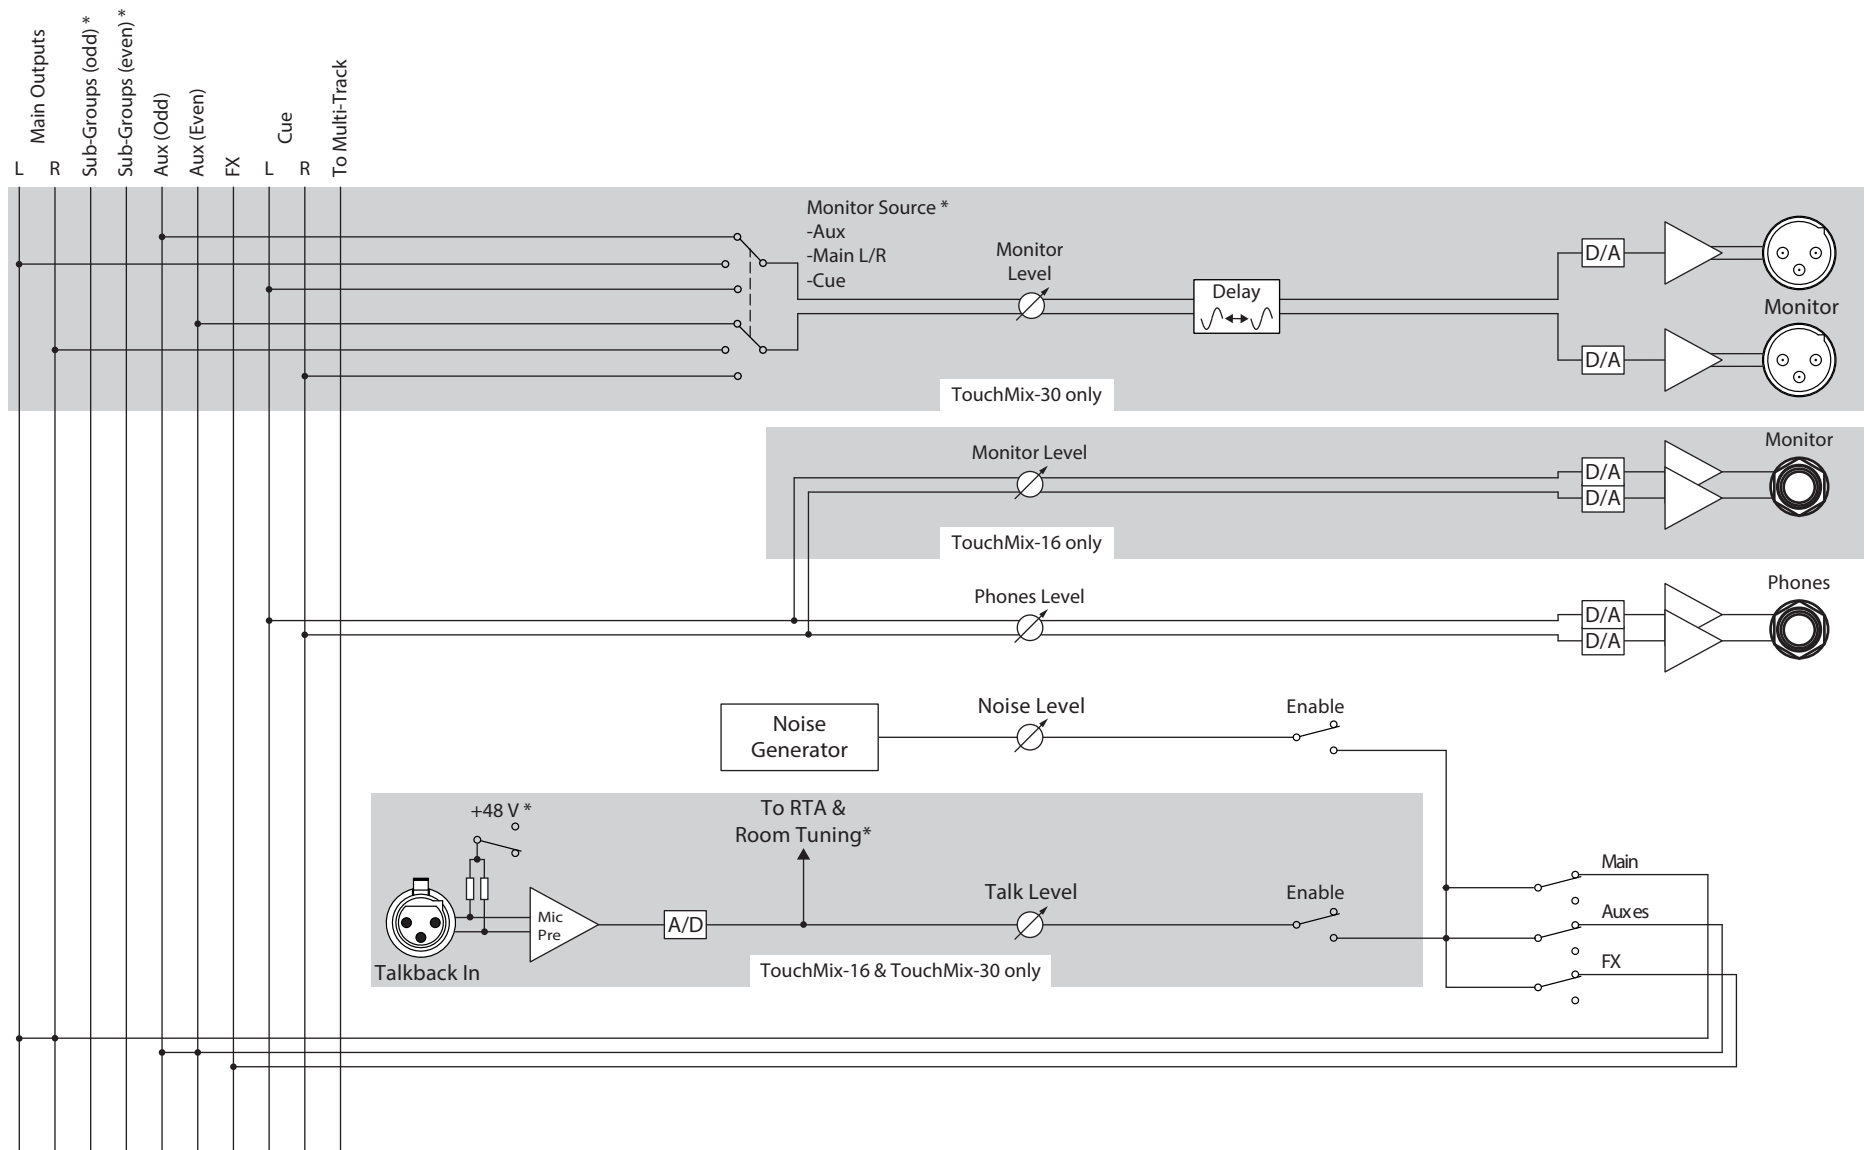 Main Outputs
Sub-Groups (odd) *
Sub-Groups (even) *
Aux (Odd)
Aux (Even)
FX
Cue
To Multi-Track
L
R
L
R
Monitor Source *
-Aux
-Main L/R
-Cue
Monitor
Level
Delay
D/A
Monitor
D/A
TouchMix-30 only
Monitor Level
D/A
D/A
Monitor
TouchMix-16 only
Phones Level
D/A
D/A
Phones
Noise
Generator
Noise Level
Enable
+48 V *
To RTA &
Room Tuning*
Mic
Pre
A/D
Talk Level
Enable
Talkback In
TouchMix-16 & TouchMix-30 only
Main
Auxes
FX